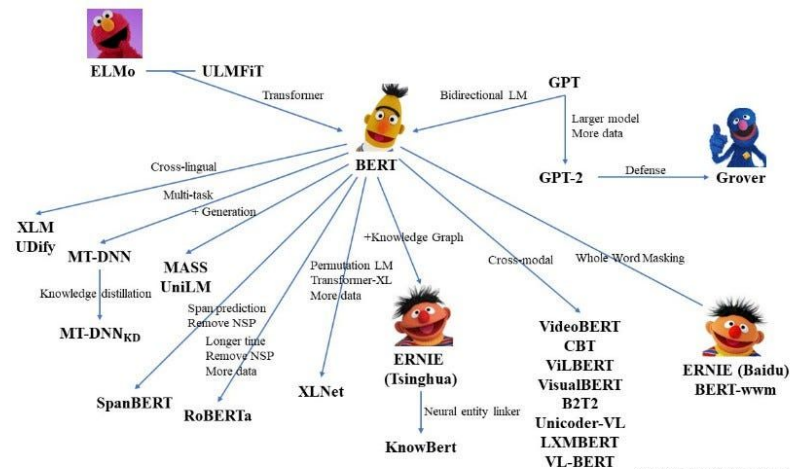 ELMo
ULMFiT
Transformer
Bidirectional LM
GPT
Larger model
More data
BERT
GPT-2
Defense
Grover
Cross-lingual
Multi-task
+ Generation
XLM
UDify
MT-DNN
MASS
UniLM
+Knowledge Graph
Permutation LM
Transformer-XL
More data
Cross-modal
Whole Word Masking
Knowledge distillation
MT-DNNKD
Span prediction
Remove NSP
Longer time
Remove NSP
More data
SpanBERT
RoBERTa
XLNet
ERNIE
(Tsinghua)
Neural entity linker
KnowBert
VideoBERT
CBT
ViLBERT
VisualBERT
B2T2
Unicoder-VL
LXMBERT
VL-BERT
ERNIE (Baidu)
BERT-wwm